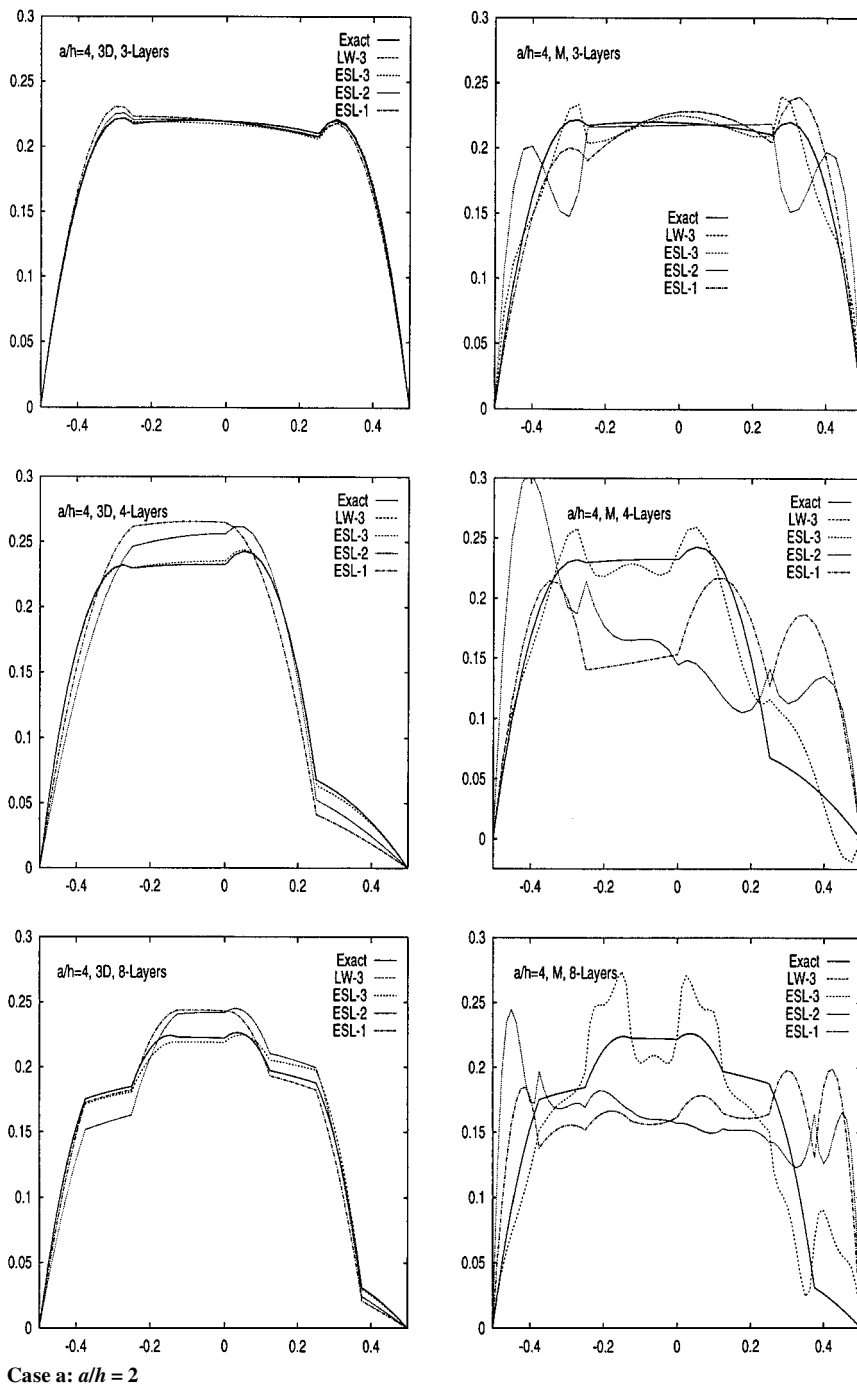 0.3
0.25
0.2
0.15
0.1
0.05
0
-0.4 -0.2 0 0.2 0.4
a/h=4, 3D, 3-Layers
Exact
LW-3
ESL-3
ESL-2
ESL-1
0.3
0.25
0.2
0.15
0.1
0.05
0
-0.4 -0.2 0 0.2 0.4
a/h=4, M, 3-Layers
Exact
LW-3
ESL-3
ESL-2
ESL-1
0.3
0.25
0.2
0.15
0.1
0.05
0
-0.4 -0.2 0 0.2 0.4
a/h=4, 3D, 4-Layers
Exact
LW-3
ESL-3
ESL-2
ESL-1
0.3
0.25
0.2
0.15
0.1
0.05
0
-0.4 -0.2 0 0.2 0.4
a/h=4, M, 4-Layers
Exact
LW-3
ESL-3
ESL-2
ESL-1
0.3
0.25
0.2
0.15
0.1
0.05
0
-0.4 -0.2 0 0.2 0.4
a/h=4, 3D, 8-Layers
Exact
LW-3
ESL-3
ESL-2
ESL-1
0.3
0.25
0.2
0.15
0.1
0.05
0
-0.4 -0.2 0 0.2 0.4
a/h=4, M, 8-Layers
Exact
LW-3
ESL-3
ESL-2
ESL-1
Case a: a/h = 2